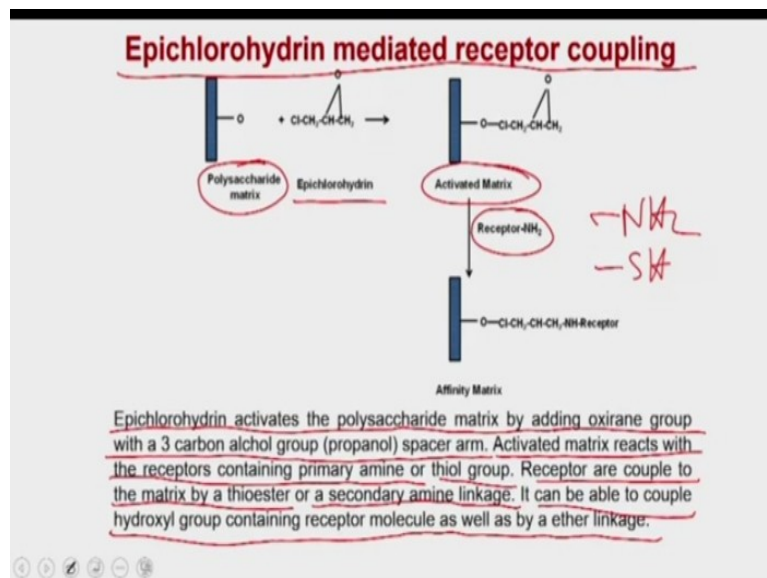 Epichlorohydrin mediated receptor coupling
O
O
O + Cl-CH₂-CH-CH₂
O—Cl-CH₂-CH-CH₂
Polysaccharide
matrix
Epichlorohydrin
Activated Matrix
Receptor-NH₂
-NH₂
-SH
O—Cl-CH₂-CH-CH₂-NH-Receptor
Affinity Matrix
Epichlorohydrin activates the polysaccharide matrix by adding oxirane group
with a 3 carbon alchol group (propanol) spacer arm. Activated matrix reacts with
the receptors containing primary amine or thiol group. Receptor are couple to
the matrix by a thioester or a secondary amine linkage. It can be able to couple
hydroxyl group containing receptor molecule as well as by a ether linkage.